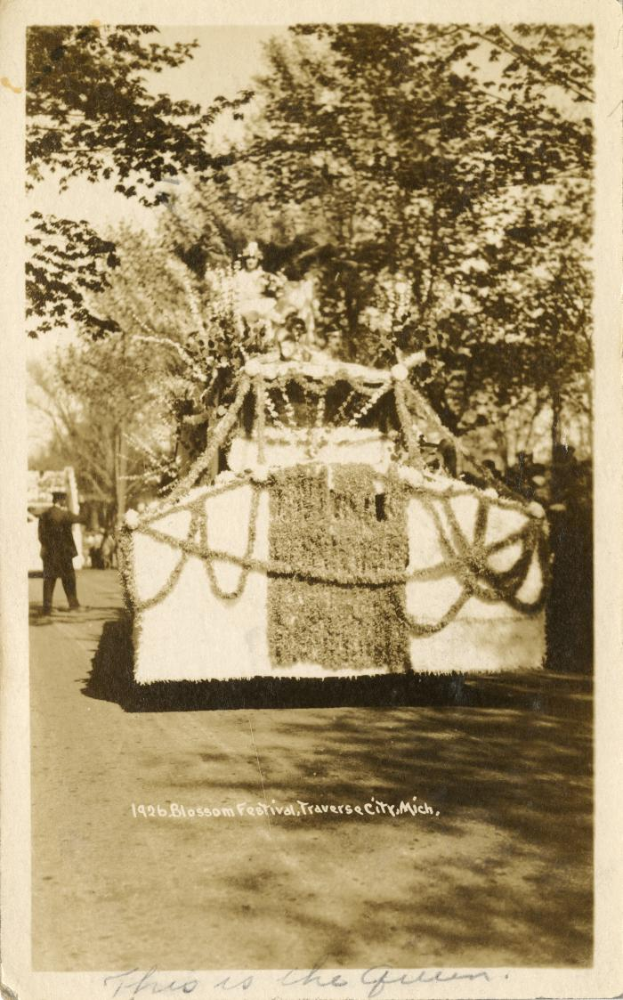 1926 Blossom Festival, Traverse City, Mich.
This is the Queen.